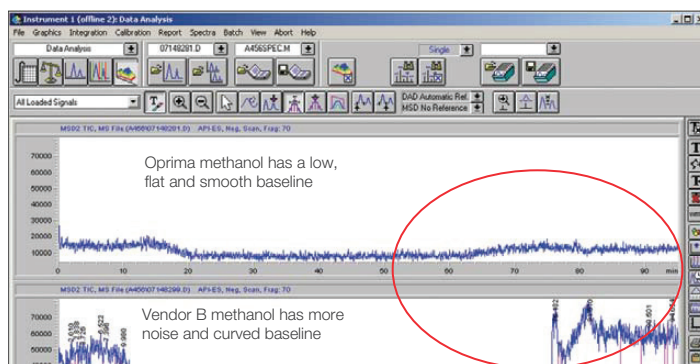 Instrument 1 (offline 2): Data Analysis
File Graphics Integration Calibration Report Spectra Batch View Abort Help
Data Analysis 07148281.D A456SPEC.M Single
All Loaded Signals DAD Automatic Ref. MSD No Reference
MSD2 TIC, MS File (A456\07148281.D) API-ES, Neg, Scan, Frag: 70
Oprima methanol has a low,
flat and smooth baseline
70000
60000
50000
40000
30000
20000
10000
0 10 20 30 40 50 60 70 80 90 min
MSD2 TIC, MS File (A456\07148299.D) API-ES, Neg, Scan, Frag: 70
Vendor B methanol has more
noise and curved baseline
70000
60000
50000
40000